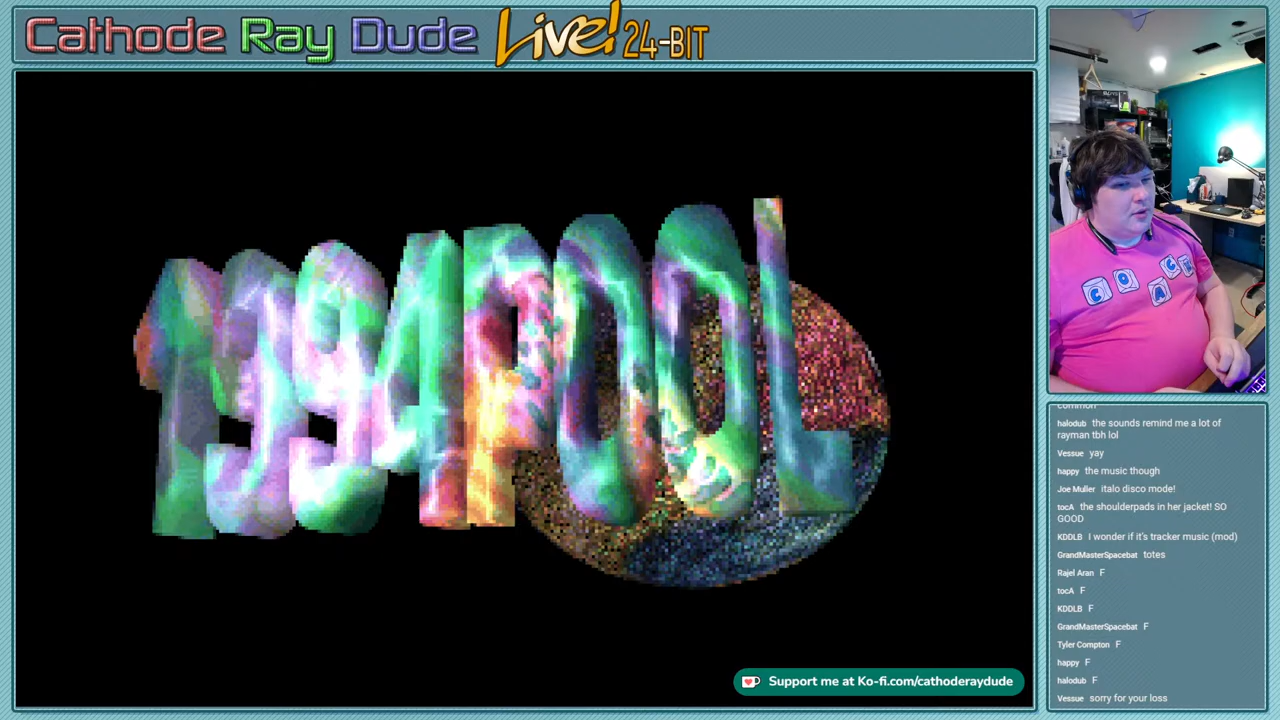 Cathode Ray Dude Live! 24-BIT
1994 POOL
Support me at Ko-fi.com/cathoderaydude
common
halodub the sounds remind me a lot of
rayman tbh lol
Vessue yay
happy the music though
Joe Muller italo disco mode!
tocA the shoulderpads in her jacket! SO
GOOD
KDDLB I wonder if it's tracker music (mod)
GrandMasterSpacebat totes
Rajel Aran F
tocA F
KDDLB F
GrandMasterSpacebat F
Tyler Compton F
happy F
halodub F
Vessue sorry for your loss